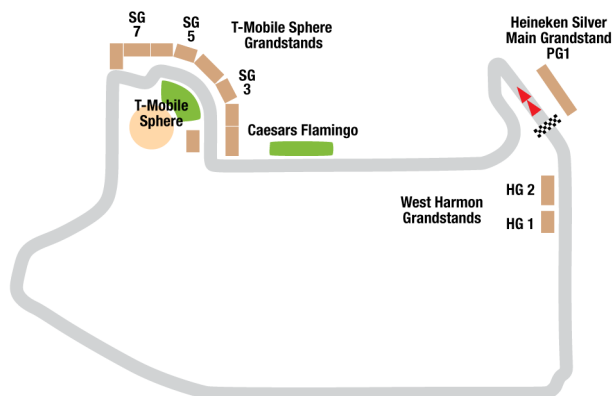 SG
7
SG
5
T-Mobile Sphere
Grandstands
SG
3
Heineken Silver
Main Grandstand
PG1
T-Mobile
Sphere
Caesars Flamingo
West Harmon
Grandstands
HG 2
HG 1